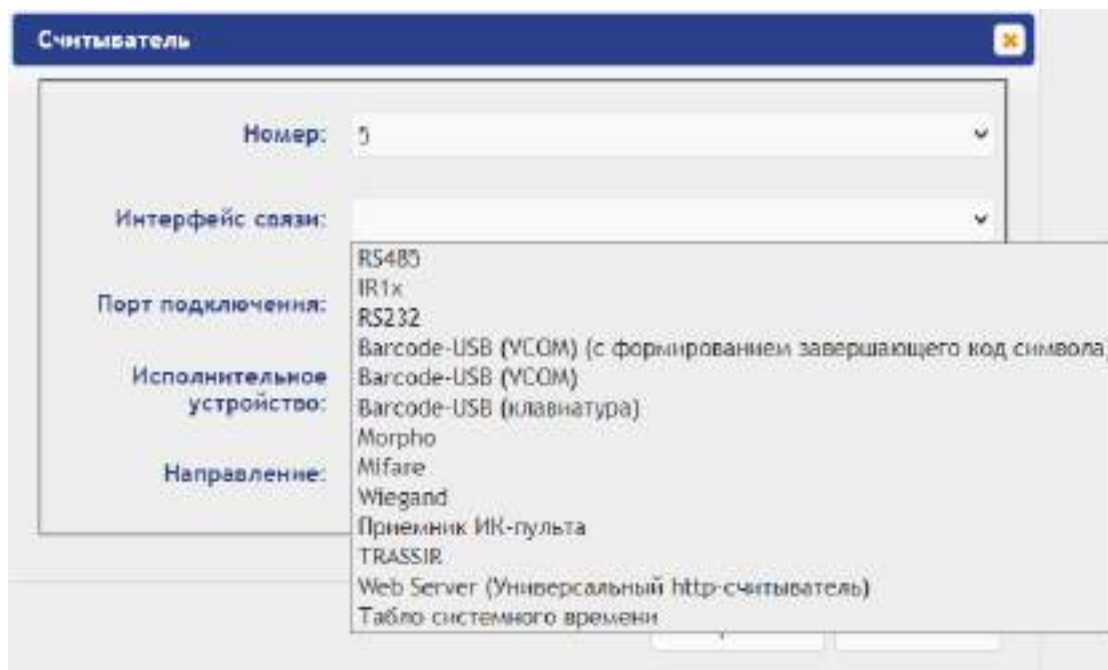 Считыватель
Номер: 5
Интерфейс связи:
RS485
IR1x
Порт подключения:
RS232
Barcode-USB (VCOM) (с формированием завершающего код символа
Исполнительное
устройство:
Barcode-USB (VCOM)
Barcode-USB (клавиатура)
Morpho
Mifare
Направление:
Wiegand
Приемник ИК-пульта
TRASSIR
Web Server (Универсальный http-считыватель)
Табло системного времени